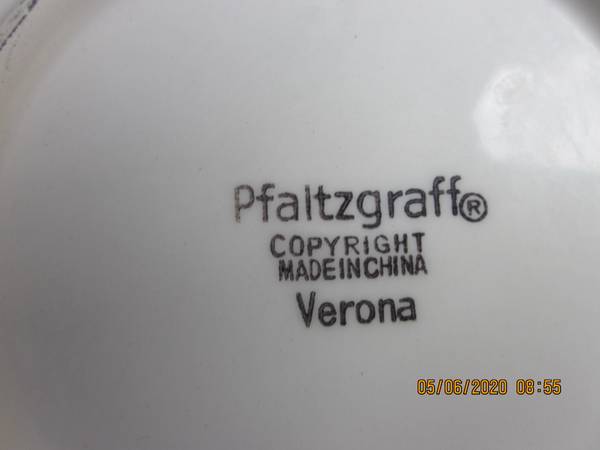 Pfaltzgraff®
COPYRIGHT
MADEINCHINA
Verona
05/06/2020 08:55